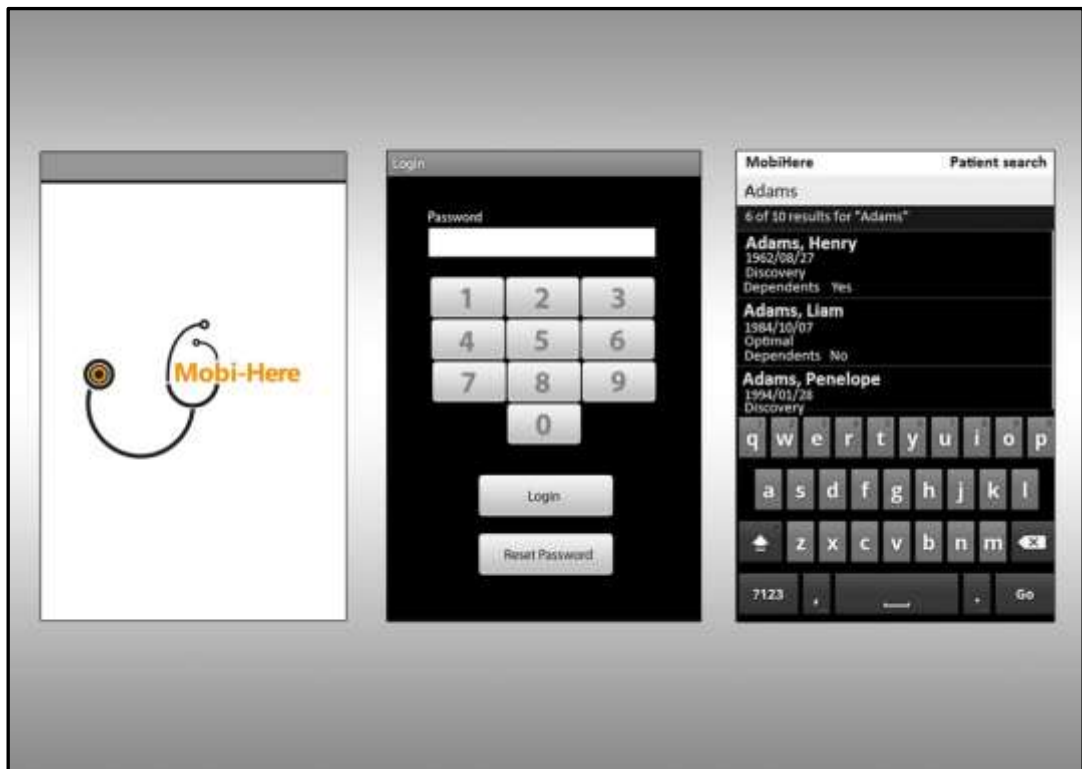 Mobi-Here
Login
Password
1 2 3
4 5 6
7 8 9
0
Login
Reset Password
MobiHere Patient search
Adams
6 of 10 results for "Adams"
Adams, Henry
1962/08/27
Discovery
Dependents Yes
Adams, Liam
1984/10/07
Optimal
Dependents No
Adams, Penelope
1994/01/28
Discovery
q w e r t y u i o p
a s d f g h j k l
z x c v b n m
?123 , . Go